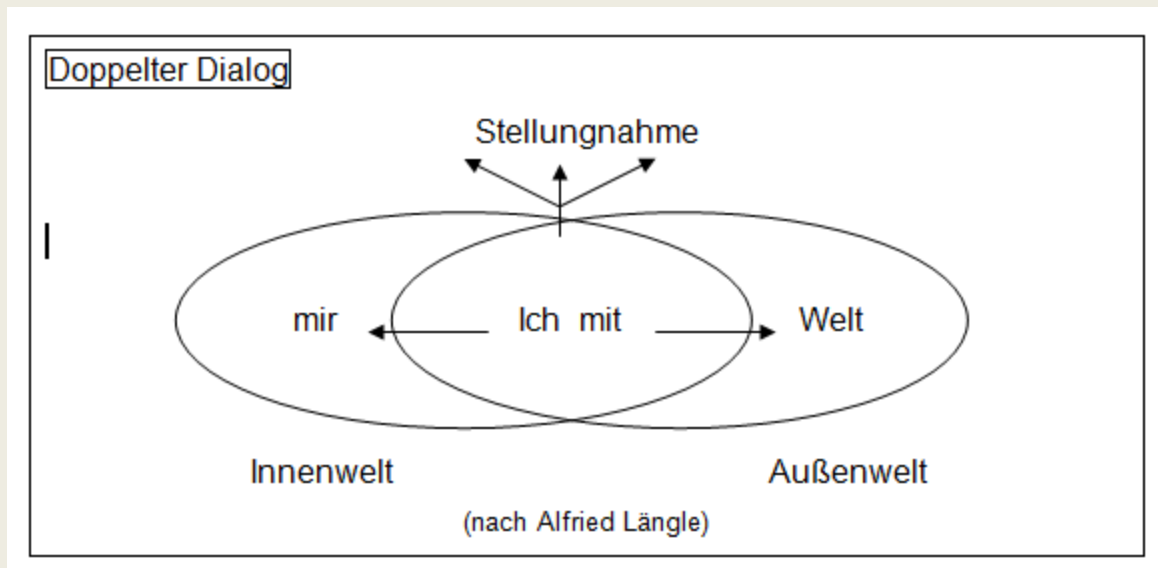 Doppelter Dialog
Stellungnahme
mir Ich mit Welt
Innenwelt Außenwelt
(nach Alfried Längle)